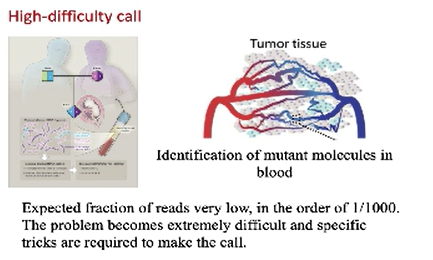 High-difficulty call
Tumor tissue
Identification of mutant molecules in
blood
Expected fraction of reads very low, in the order of 1/1000.
The problem becomes extremely difficult and specific
tricks are required to make the call.